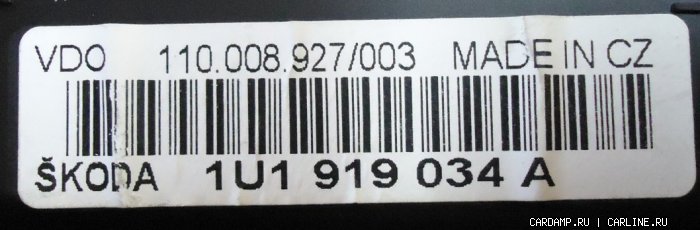 VDO 110.008.927/003 MADE IN CZ
ŠKODA 1U1 919 034 A
CARDAMP.RU | CARLINE.RU